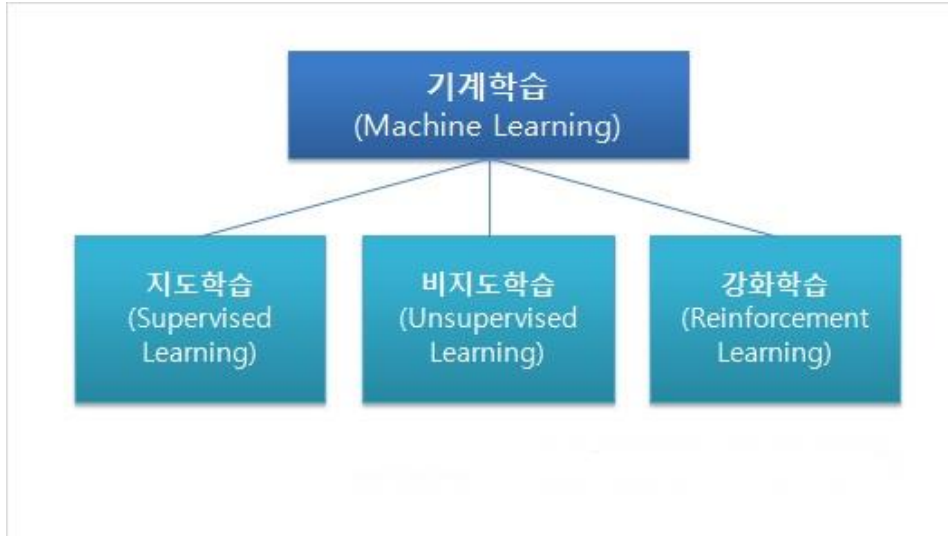 기계학습
(Machine Learning)
지도학습
(Supervised
Learning)
비지도학습
(Unsupervised
Learning)
강화학습
(Reinforcement
Learning)